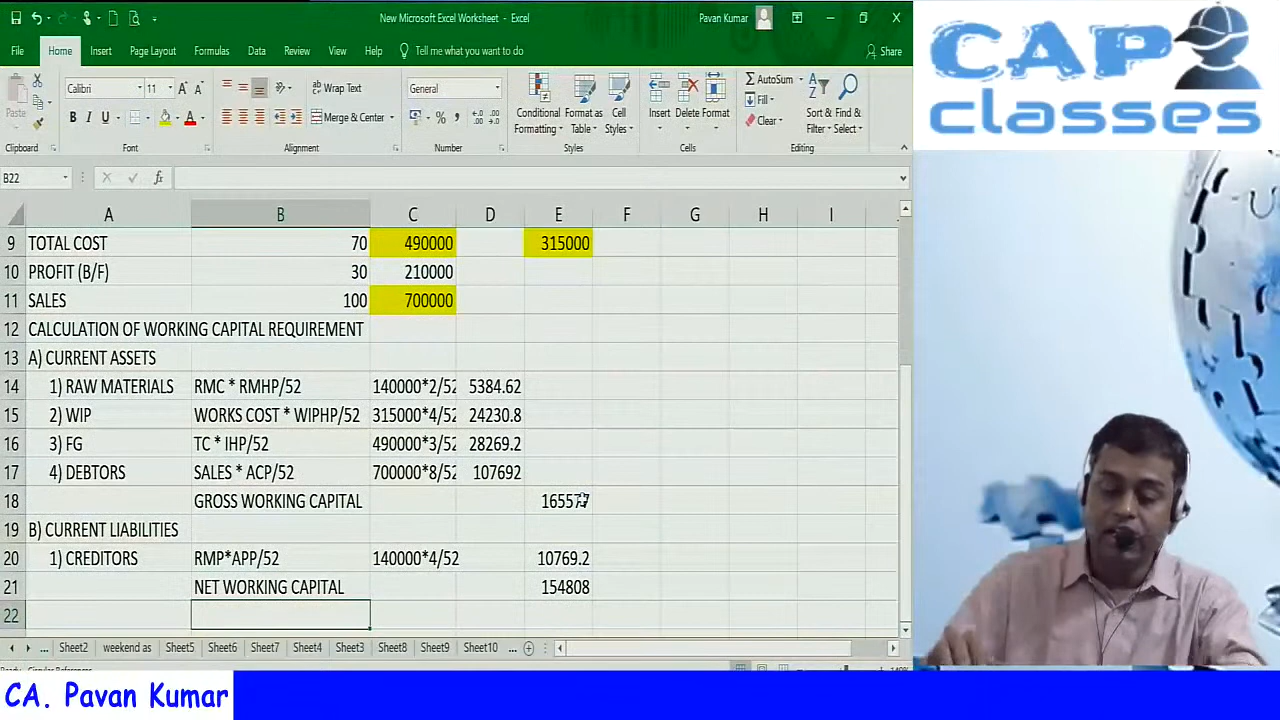 New Microsoft Excel Worksheet - Excel
Pavan Kumar
File Home Insert Page Layout Formulas Data Review View Help Tell me what you want to do Share
Paste
Calibri 11
B I U
Wrap Text
Merge & Center
General
Conditional Formatting
Format as Table
Cell Styles
Insert Delete Format
AutoSum
Fill
Clear
Sort & Filter
Find & Select
Clipboard Font Alignment Number Styles Cells Editing
B22 fx
A B C D E F G H I
9 TOTAL COST 70 490000 315000
10 PROFIT (B/F) 30 210000
11 SALES 100 700000
12 CALCULATION OF WORKING CAPITAL REQUIREMENT
13 A) CURRENT ASSETS
14 1) RAW MATERIALS RMC * RMHP/52 140000*2/52 5384.62
15 2) WIP WORKS COST * WIPHP/52 315000*4/52 24230.8
16 3) FG TC * IHP/52 490000*3/52 28269.2
17 4) DEBTORS SALES * ACP/52 700000*8/52 107692
18 GROSS WORKING CAPITAL 165577
19 B) CURRENT LIABILITIES
20 1) CREDITORS RMP*APP/52 140000*4/52 10769.2
21 NET WORKING CAPITAL 154808
22
... Sheet2 weekend as Sheet5 Sheet6 Sheet7 Sheet4 Sheet3 Sheet8 Sheet9 Sheet10 ...
CAP
classes
CA. Pavan Kumar